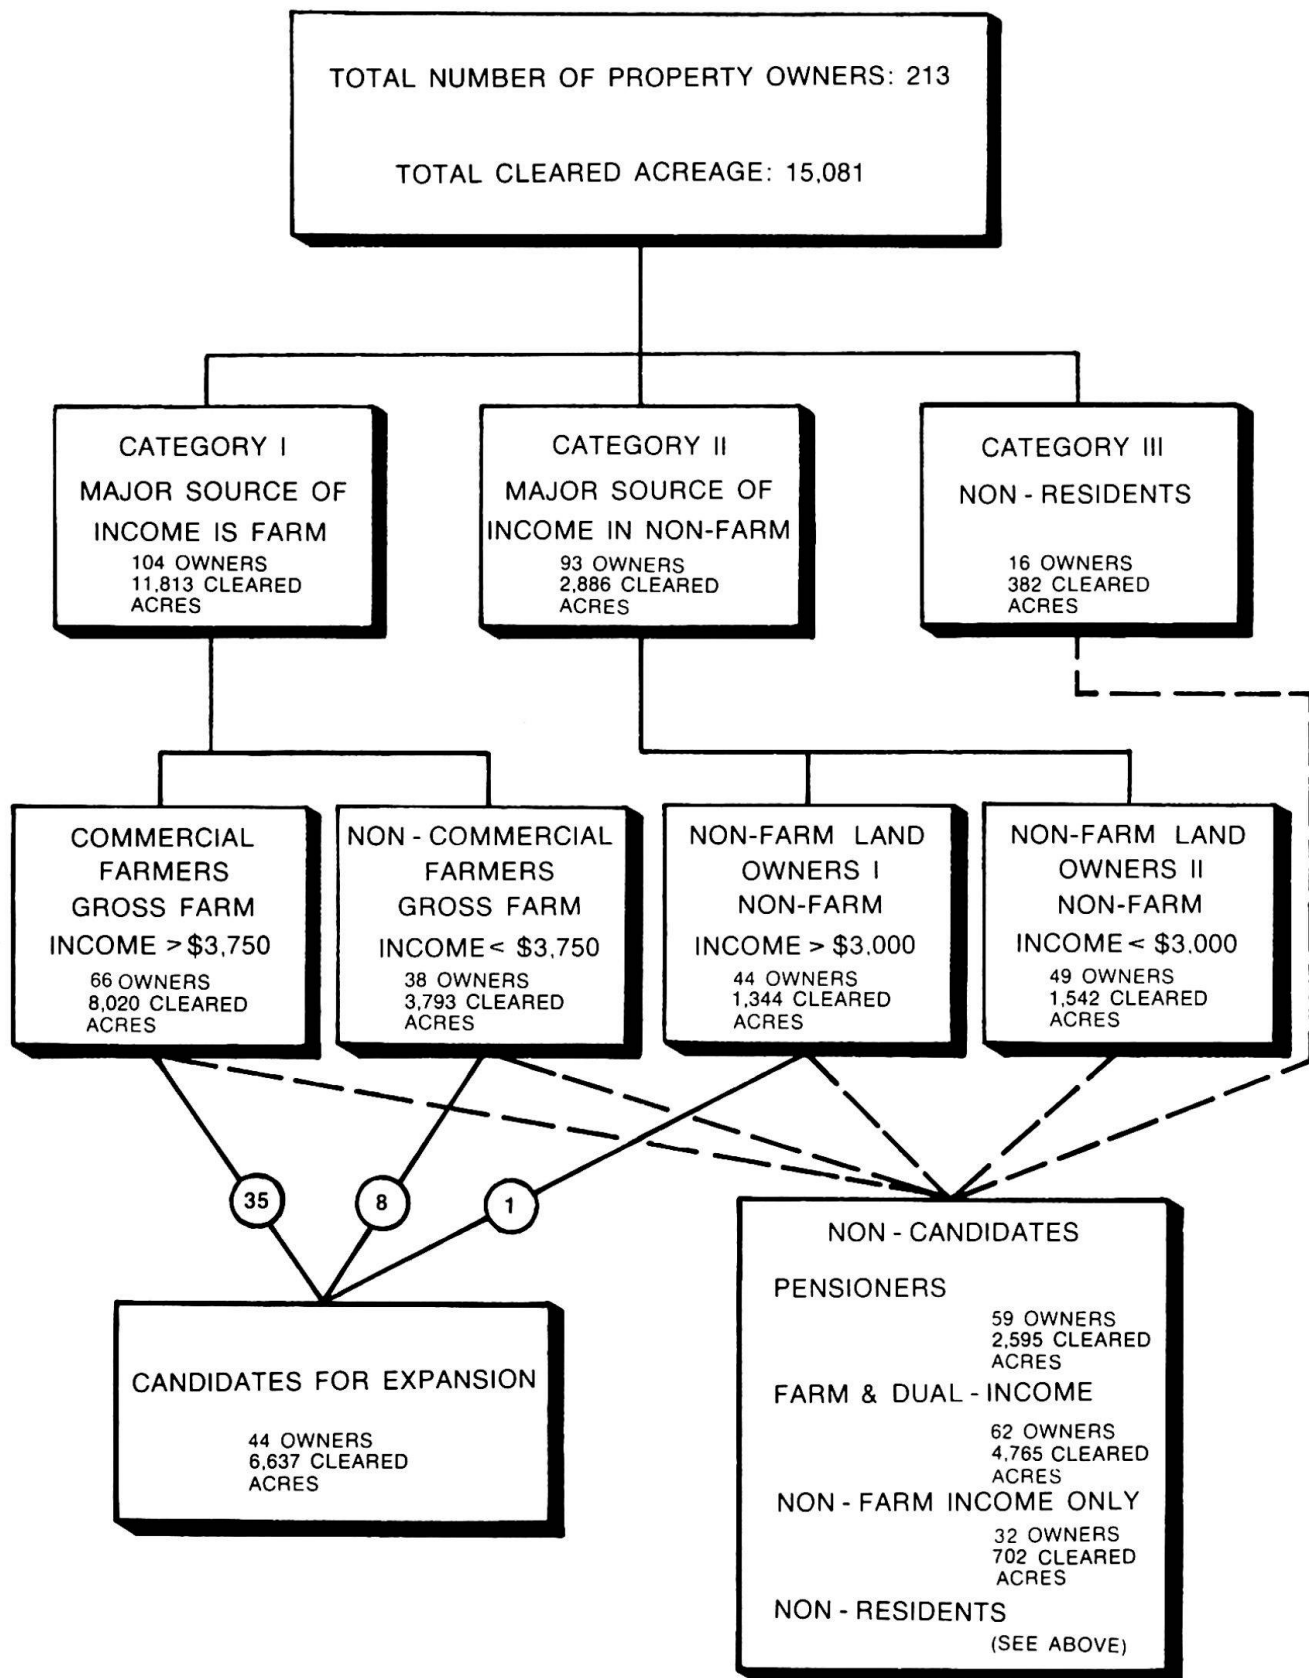 TOTAL NUMBER OF PROPERTY OWNERS: 213
TOTAL CLEARED ACREAGE: 15,081
CATEGORY I
MAJOR SOURCE OF
INCOME IS FARM
104 OWNERS
11,813 CLEARED
ACRES
CATEGORY II
MAJOR SOURCE OF
INCOME IN NON-FARM
93 OWNERS
2,886 CLEARED
ACRES
CATEGORY III
NON - RESIDENTS
16 OWNERS
382 CLEARED
ACRES
COMMERCIAL
FARMERS
GROSS FARM
INCOME > $3,750
66 OWNERS
8,020 CLEARED
ACRES
NON - COMMERCIAL
FARMERS
GROSS FARM
INCOME < $3,750
38 OWNERS
3,793 CLEARED
ACRES
NON-FARM LAND
OWNERS I
NON-FARM
INCOME > $3,000
44 OWNERS
1,344 CLEARED
ACRES
NON-FARM LAND
OWNERS II
NON-FARM
INCOME < $3,000
49 OWNERS
1,542 CLEARED
ACRES
35
8
1
CANDIDATES FOR EXPANSION
44 OWNERS
6,637 CLEARED
ACRES
NON - CANDIDATES
PENSIONERS
59 OWNERS
2,595 CLEARED
ACRES
FARM & DUAL - INCOME
62 OWNERS
4,765 CLEARED
ACRES
NON - FARM INCOME ONLY
32 OWNERS
702 CLEARED
ACRES
NON - RESIDENTS
(SEE ABOVE)